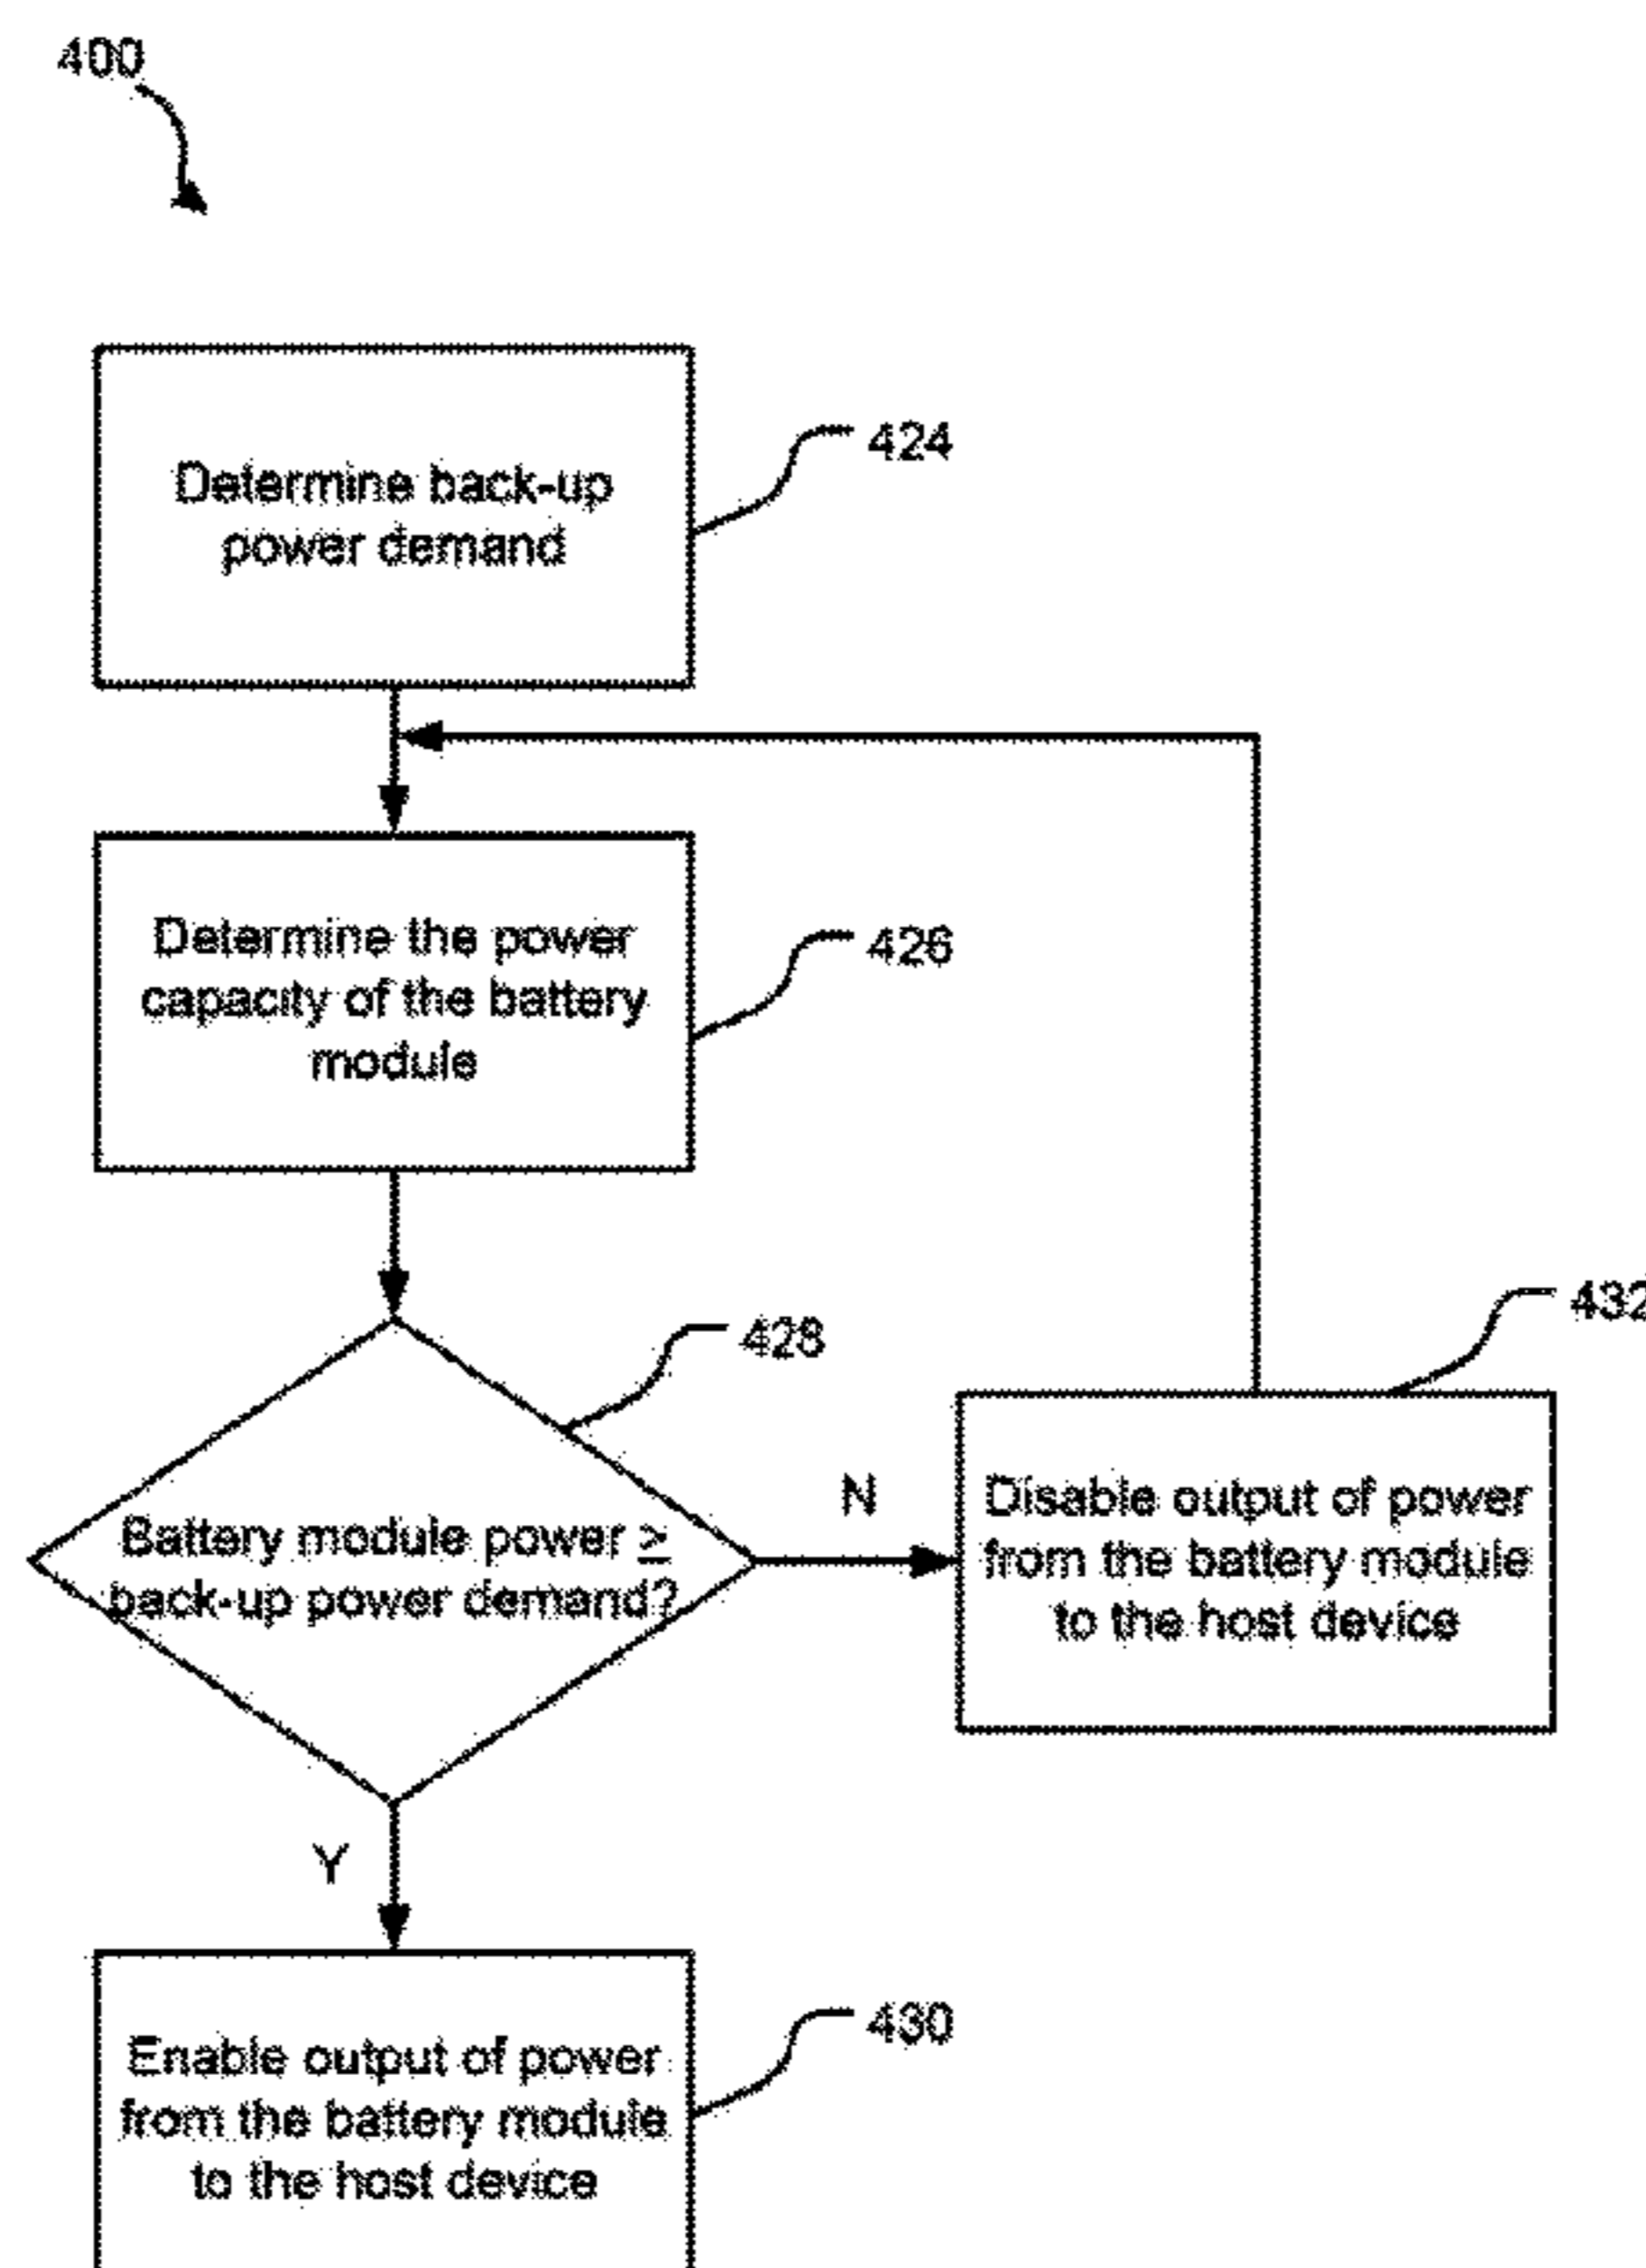 400
Determine back-up
power demand
424
Determine the power
capacity of the battery
module
426
428
Battery module power ≥
back-up power demand?
N
432
Disable output of power
from the battery module
to the host device
Y
Enable output of power
from the battery module
to the host device
430